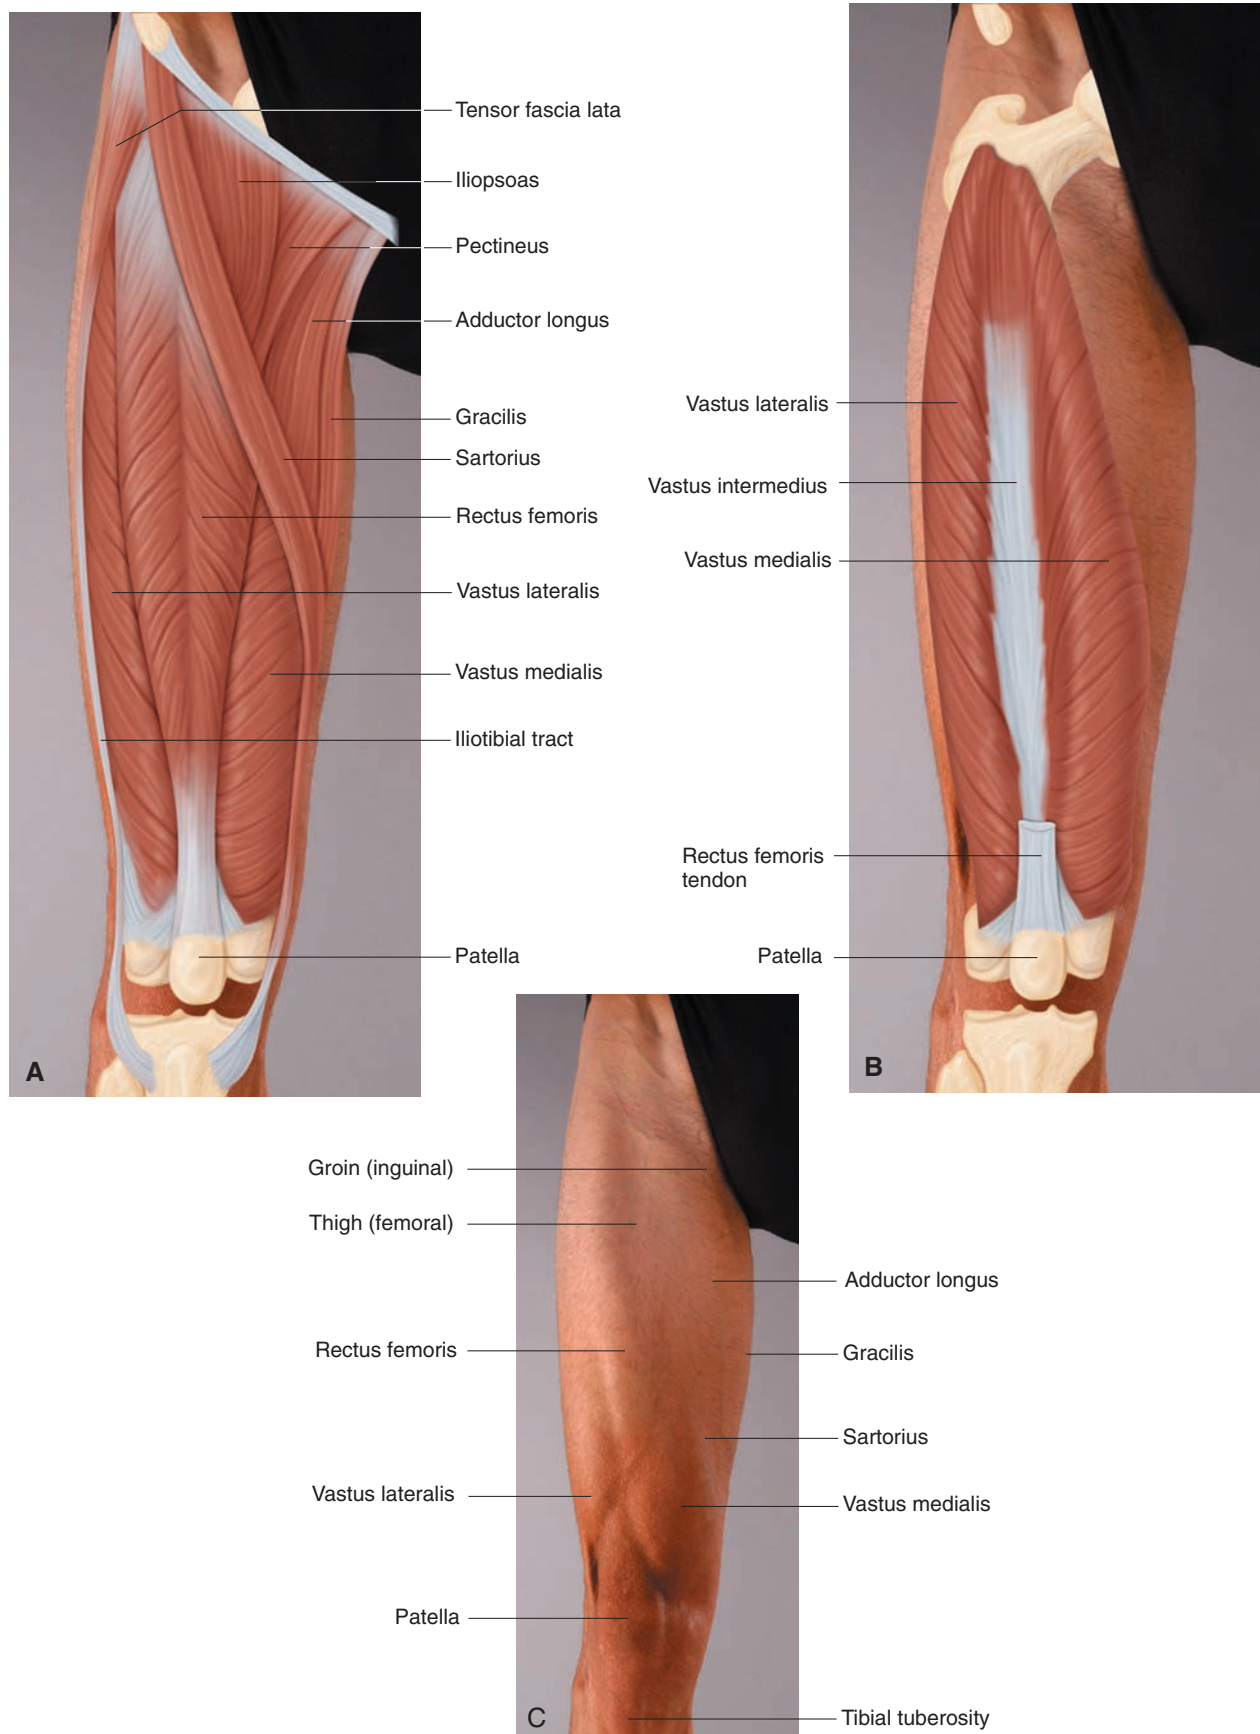 Tensor fascia lata
Iliopsoas
Pectineus
Adductor longus
Gracilis
Sartorius
Rectus femoris
Vastus lateralis
Vastus medialis
Iliotibial tract
Patella
A
Vastus lateralis
Vastus intermedius
Vastus medialis
Rectus femoris
tendon
Patella
B
Groin (inguinal)
Thigh (femoral)
Rectus femoris
Vastus lateralis
Patella
Adductor longus
Gracilis
Sartorius
Vastus medialis
Tibial tuberosity
C